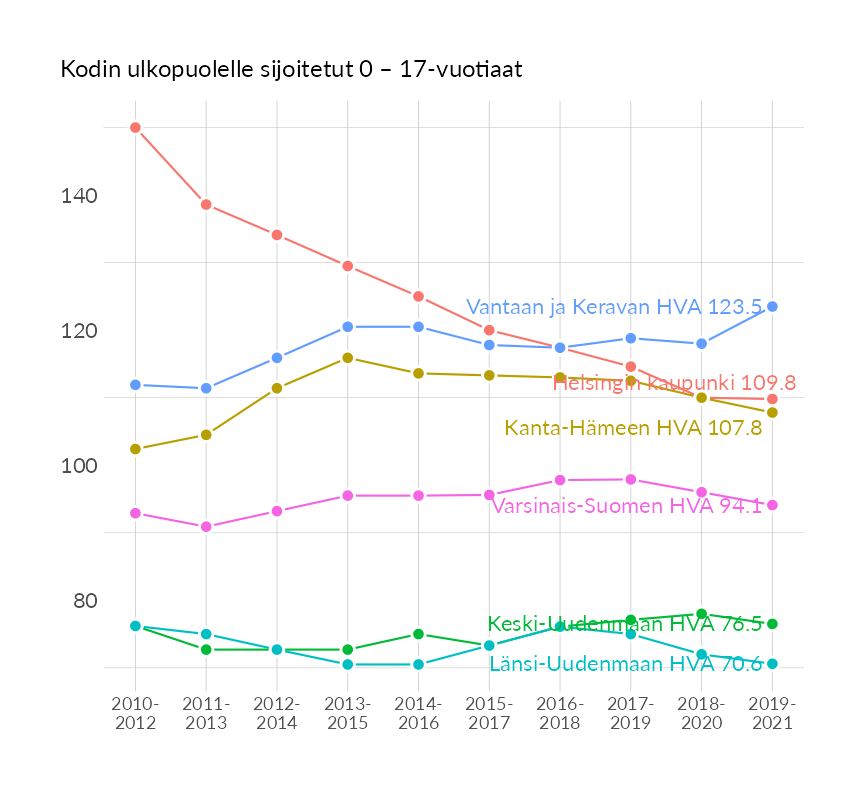 Kodin ulkopuolelle sijoitetut 0 – 17-vuotiaat
140
120
100
80
Vantaan ja Keravan HVA 123.5
Helsingin kaupunki 109.8
Kanta-Hämeen HVA 107.8
Varsinais-Suomen HVA 94.1
Keski-Uudenmaan HVA 76.5
Länsi-Uudenmaan HVA 70.6
2010- 2011- 2012- 2013- 2014- 2015- 2016- 2017- 2018- 2019-
2012 2013 2014 2015 2016 2017 2018 2019 2020 2021